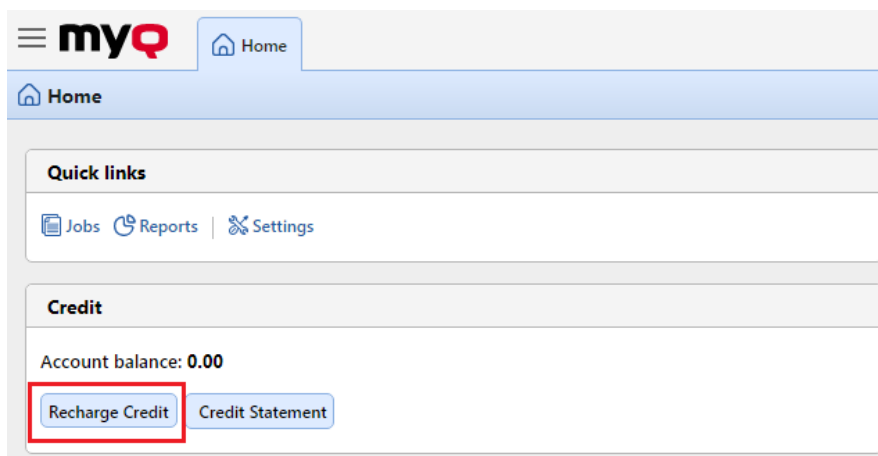 myQ Home
Home
Quick links
Jobs Reports | Settings
Credit
Account balance: 0.00
Recharge Credit Credit Statement